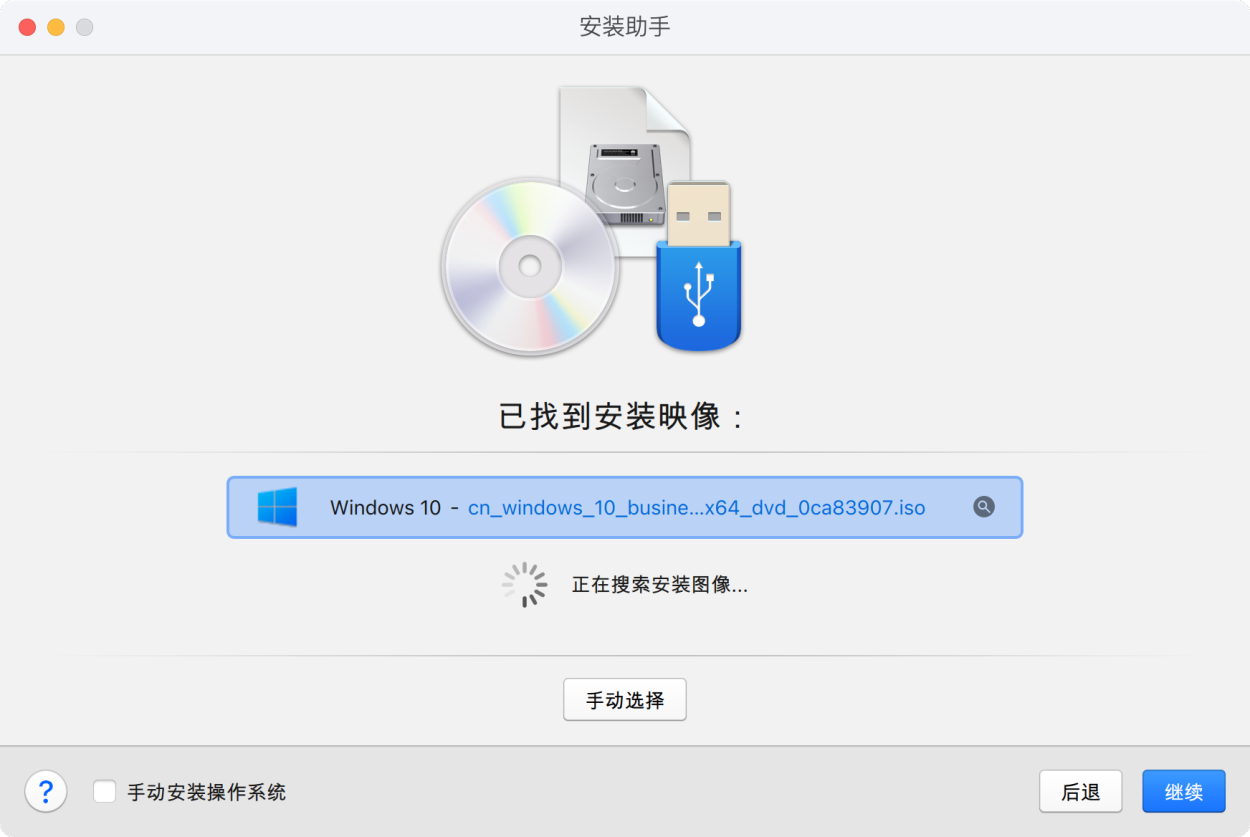 安装助手
已找到安装映像：
Windows 10 - cn_windows_10_busine...x64_dvd_0ca83907.iso
正在搜索安装图像...
手动选择
? 手动安装操作系统 后退 继续